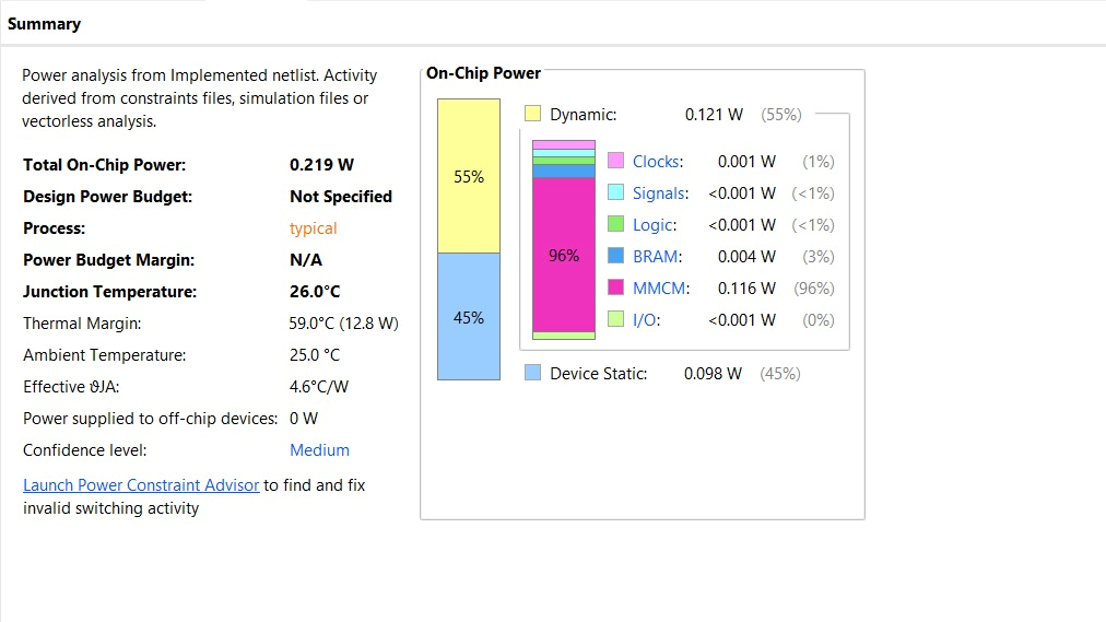 Summary
Power analysis from Implemented netlist. Activity
derived from constraints files, simulation files or
vectorless analysis.
Total On-Chip Power: 0.219 W
Design Power Budget: Not Specified
Process: typical
Power Budget Margin: N/A
Junction Temperature: 26.0°C
Thermal Margin: 59.0°C (12.8 W)
Ambient Temperature: 25.0 °C
Effective ϑJA: 4.6°C/W
Power supplied to off-chip devices: 0 W
Confidence level: Medium
Launch Power Constraint Advisor to find and fix
invalid switching activity
On-Chip Power
55%
45%
Dynamic: 0.121 W (55%)
96%
Clocks: 0.001 W (1%)
Signals: <0.001 W (<1%)
Logic: <0.001 W (<1%)
BRAM: 0.004 W (3%)
MMCM: 0.116 W (96%)
I/O: <0.001 W (0%)
Device Static: 0.098 W (45%)